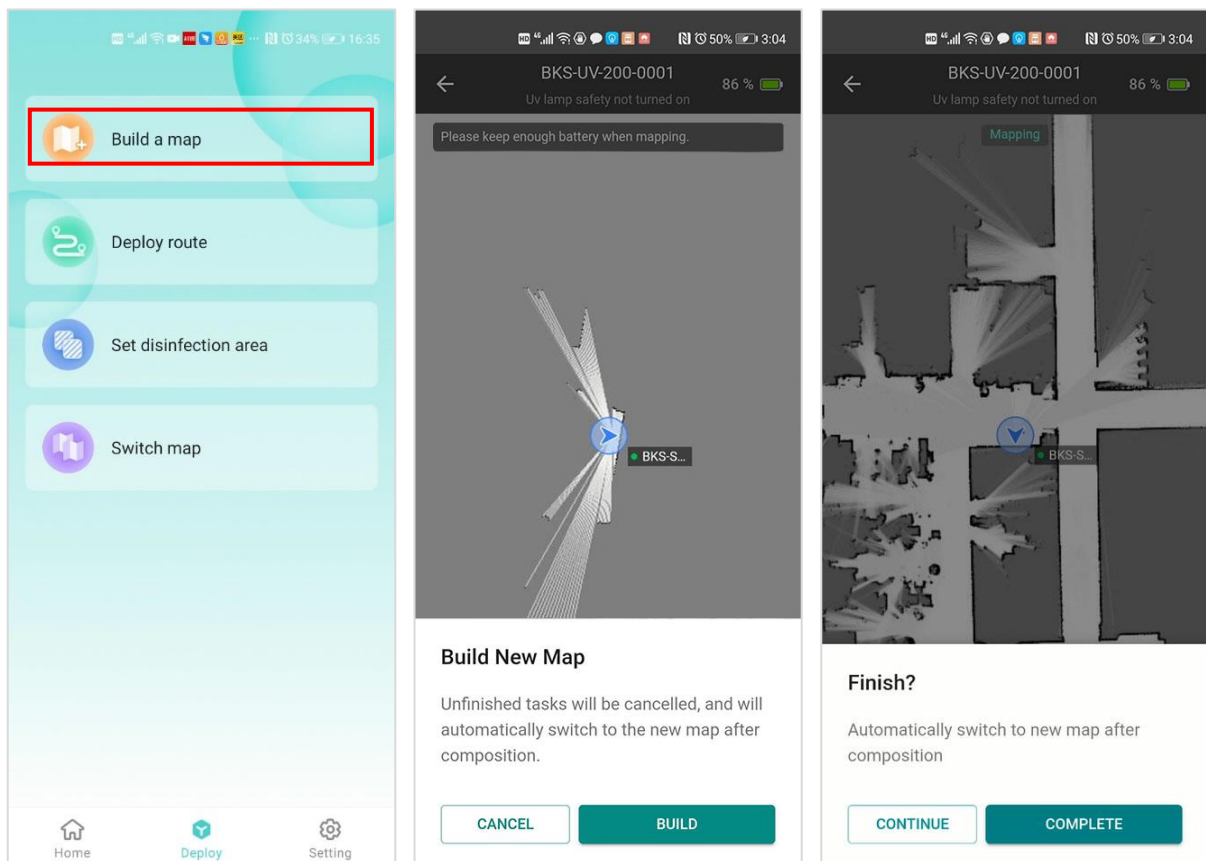 34% 16:35
Build a map
Deploy route
Set disinfection area
Switch map
Home
Deploy
Setting
HD 50% 3:04
BKS-UV-200-0001
86 %
Uv lamp safety not turned on
Please keep enough battery when mapping.
BKS-S...
Build New Map
Unfinished tasks will be cancelled, and will
automatically switch to the new map after
composition.
CANCEL
BUILD
HD 50% 3:04
BKS-UV-200-0001
86 %
Uv lamp safety not turned on
Mapping
BKS-S...
Finish?
Automatically switch to new map after
composition
CONTINUE
COMPLETE